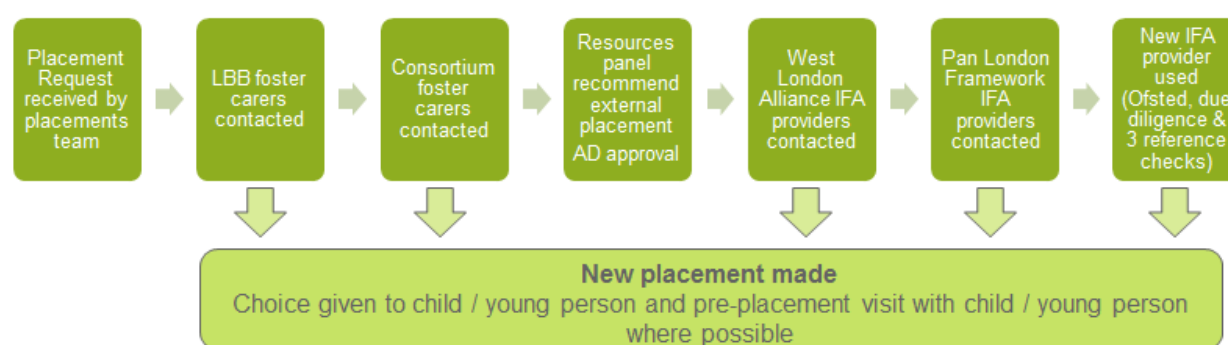 Placement
Request
received by
placements
team
LBB foster
carers
contacted
Consortium
foster
carers
contacted
Resources
panel
recommend
external
placement
AD approval
West
London
Alliance IFA
providers
contacted
Pan London
Framework
IFA
providers
contacted
New IFA
provider
used
(Ofsted, due
diligence &
3 reference
checks)
New placement made
Choice given to child / young person and pre-placement visit with child / young person
where possible